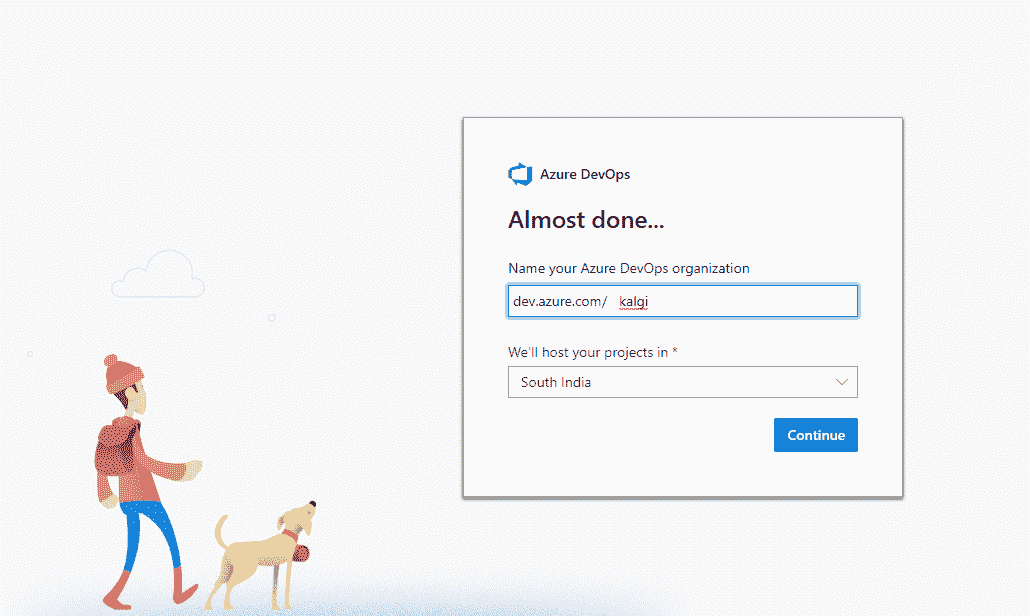 Azure DevOps
Almost done...
Name your Azure DevOps organization
dev.azure.com/ kalgi
We'll host your projects in *
South India
Continue